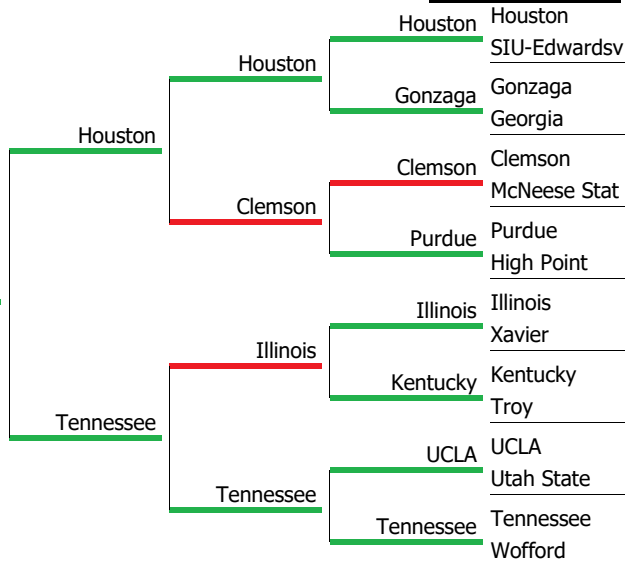 Houston
SIU-Edwardsv
Gonzaga
Georgia
Clemson
McNeese Stat
Purdue
High Point
Illinois
Xavier
Kentucky
Troy
UCLA
Utah State
Tennessee
Wofford
Houston
Gonzaga
Clemson
Purdue
Illinois
Kentucky
UCLA
Tennessee
Houston
Clemson
Illinois
Tennessee
Houston
Tennessee